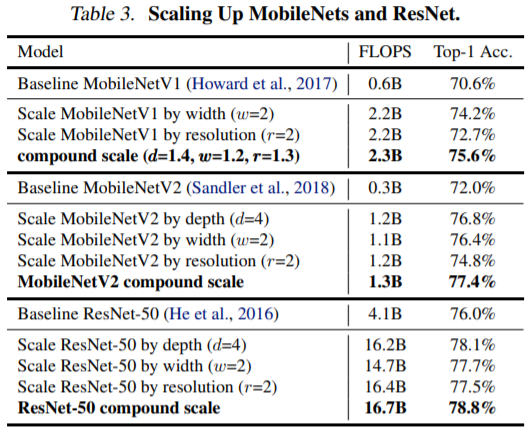 Table 3. Scaling Up MobileNets and ResNet.
Model FLOPS Top-1 Acc.
Baseline MobileNetV1 (Howard et al., 2017) 0.6B 70.6%
Scale MobileNetV1 by width (w=2) 2.2B 74.2%
Scale MobileNetV1 by resolution (r=2) 2.2B 72.7%
compound scale (d=1.4, w=1.2, r=1.3) 2.3B 75.6%
Baseline MobileNetV2 (Sandler et al., 2018) 0.3B 72.0%
Scale MobileNetV2 by depth (d=4) 1.2B 76.8%
Scale MobileNetV2 by width (w=2) 1.1B 76.4%
Scale MobileNetV2 by resolution (r=2) 1.2B 74.8%
MobileNetV2 compound scale 1.3B 77.4%
Baseline ResNet-50 (He et al., 2016) 4.1B 76.0%
Scale ResNet-50 by depth (d=4) 16.2B 78.1%
Scale ResNet-50 by width (w=2) 14.7B 77.7%
Scale ResNet-50 by resolution (r=2) 16.4B 77.5%
ResNet-50 compound scale 16.7B 78.8%